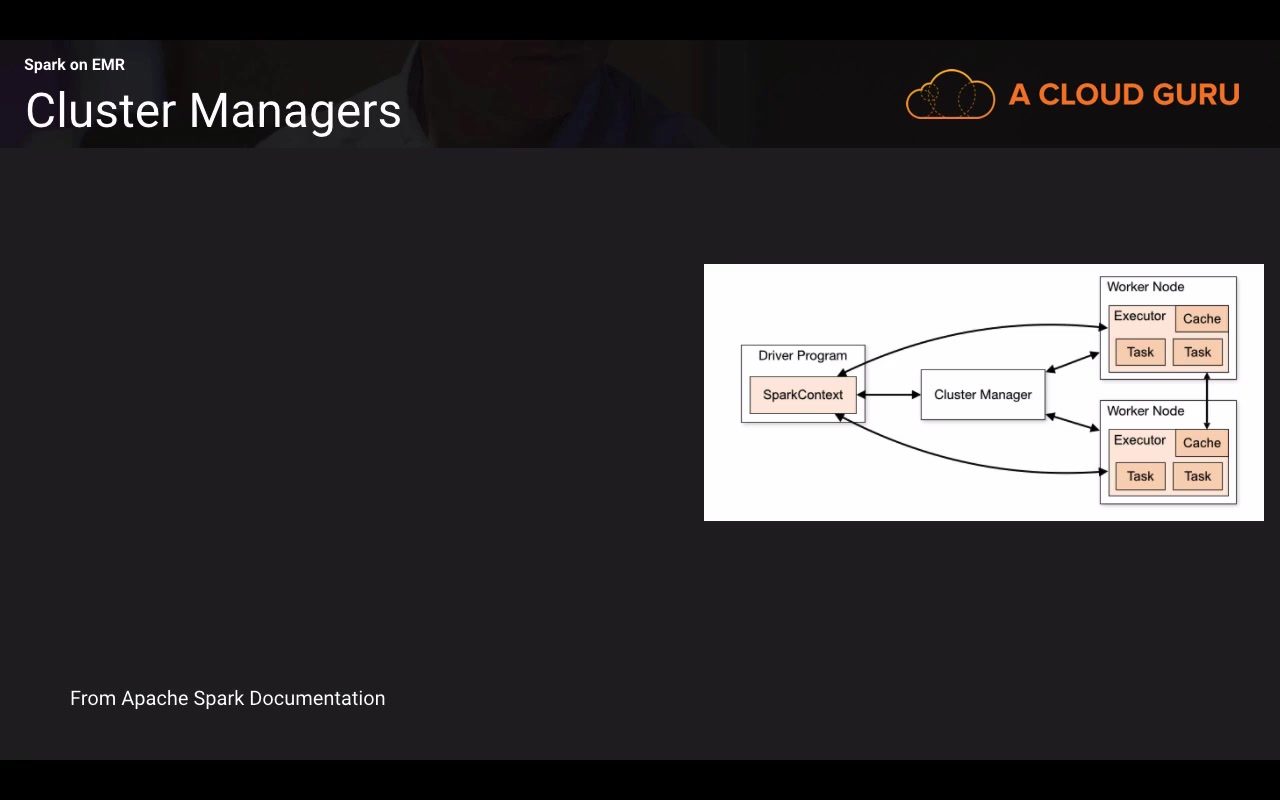 Spark on EMR
Cluster Managers
A CLOUD GURU
Worker Node
Executor
Cache
Task
Task
Driver Program
SparkContext
Cluster Manager
Worker Node
Executor
Cache
Task
Task
From Apache Spark Documentation